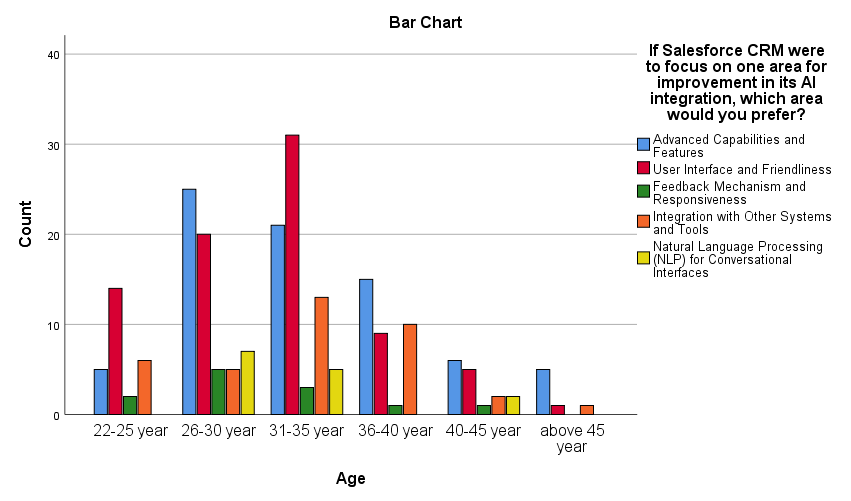 Bar Chart
If Salesforce CRM were
to focus on one area for
improvement in its AI
integration, which area
would you prefer?
Advanced Capabilities and
Features
User Interface and Friendliness
Feedback Mechanism and
Responsiveness
Integration with Other Systems
and Tools
Natural Language Processing
(NLP) for Conversational
Interfaces
Count
40
30
20
10
0
22-25 year
26-30 year
31-35 year
36-40 year
40-45 year
above 45
year
Age